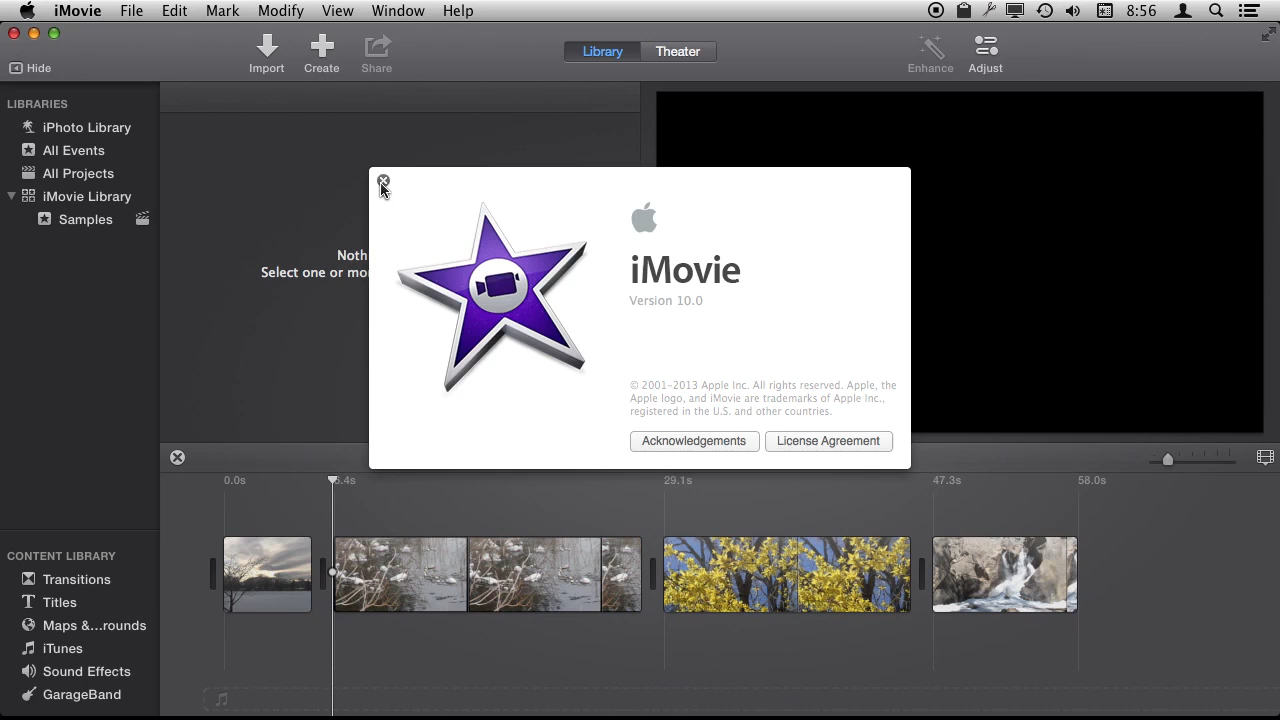 iMovie File Edit Mark Modify View Window Help 8:56
Hide Import Create Share Library Theater Enhance Adjust
LIBRARIES
iPhoto Library
All Events
All Projects
iMovie Library
Samples
Noth
Select one or mo
iMovie
Version 10.0
© 2001–2013 Apple Inc. All rights reserved. Apple, the
Apple logo, and iMovie are trademarks of Apple Inc.,
registered in the U.S. and other countries.
Acknowledgements License Agreement
0.0s 5.4s 29.1s 47.3s 58.0s
CONTENT LIBRARY
Transitions
Titles
Maps &...rounds
iTunes
Sound Effects
GarageBand